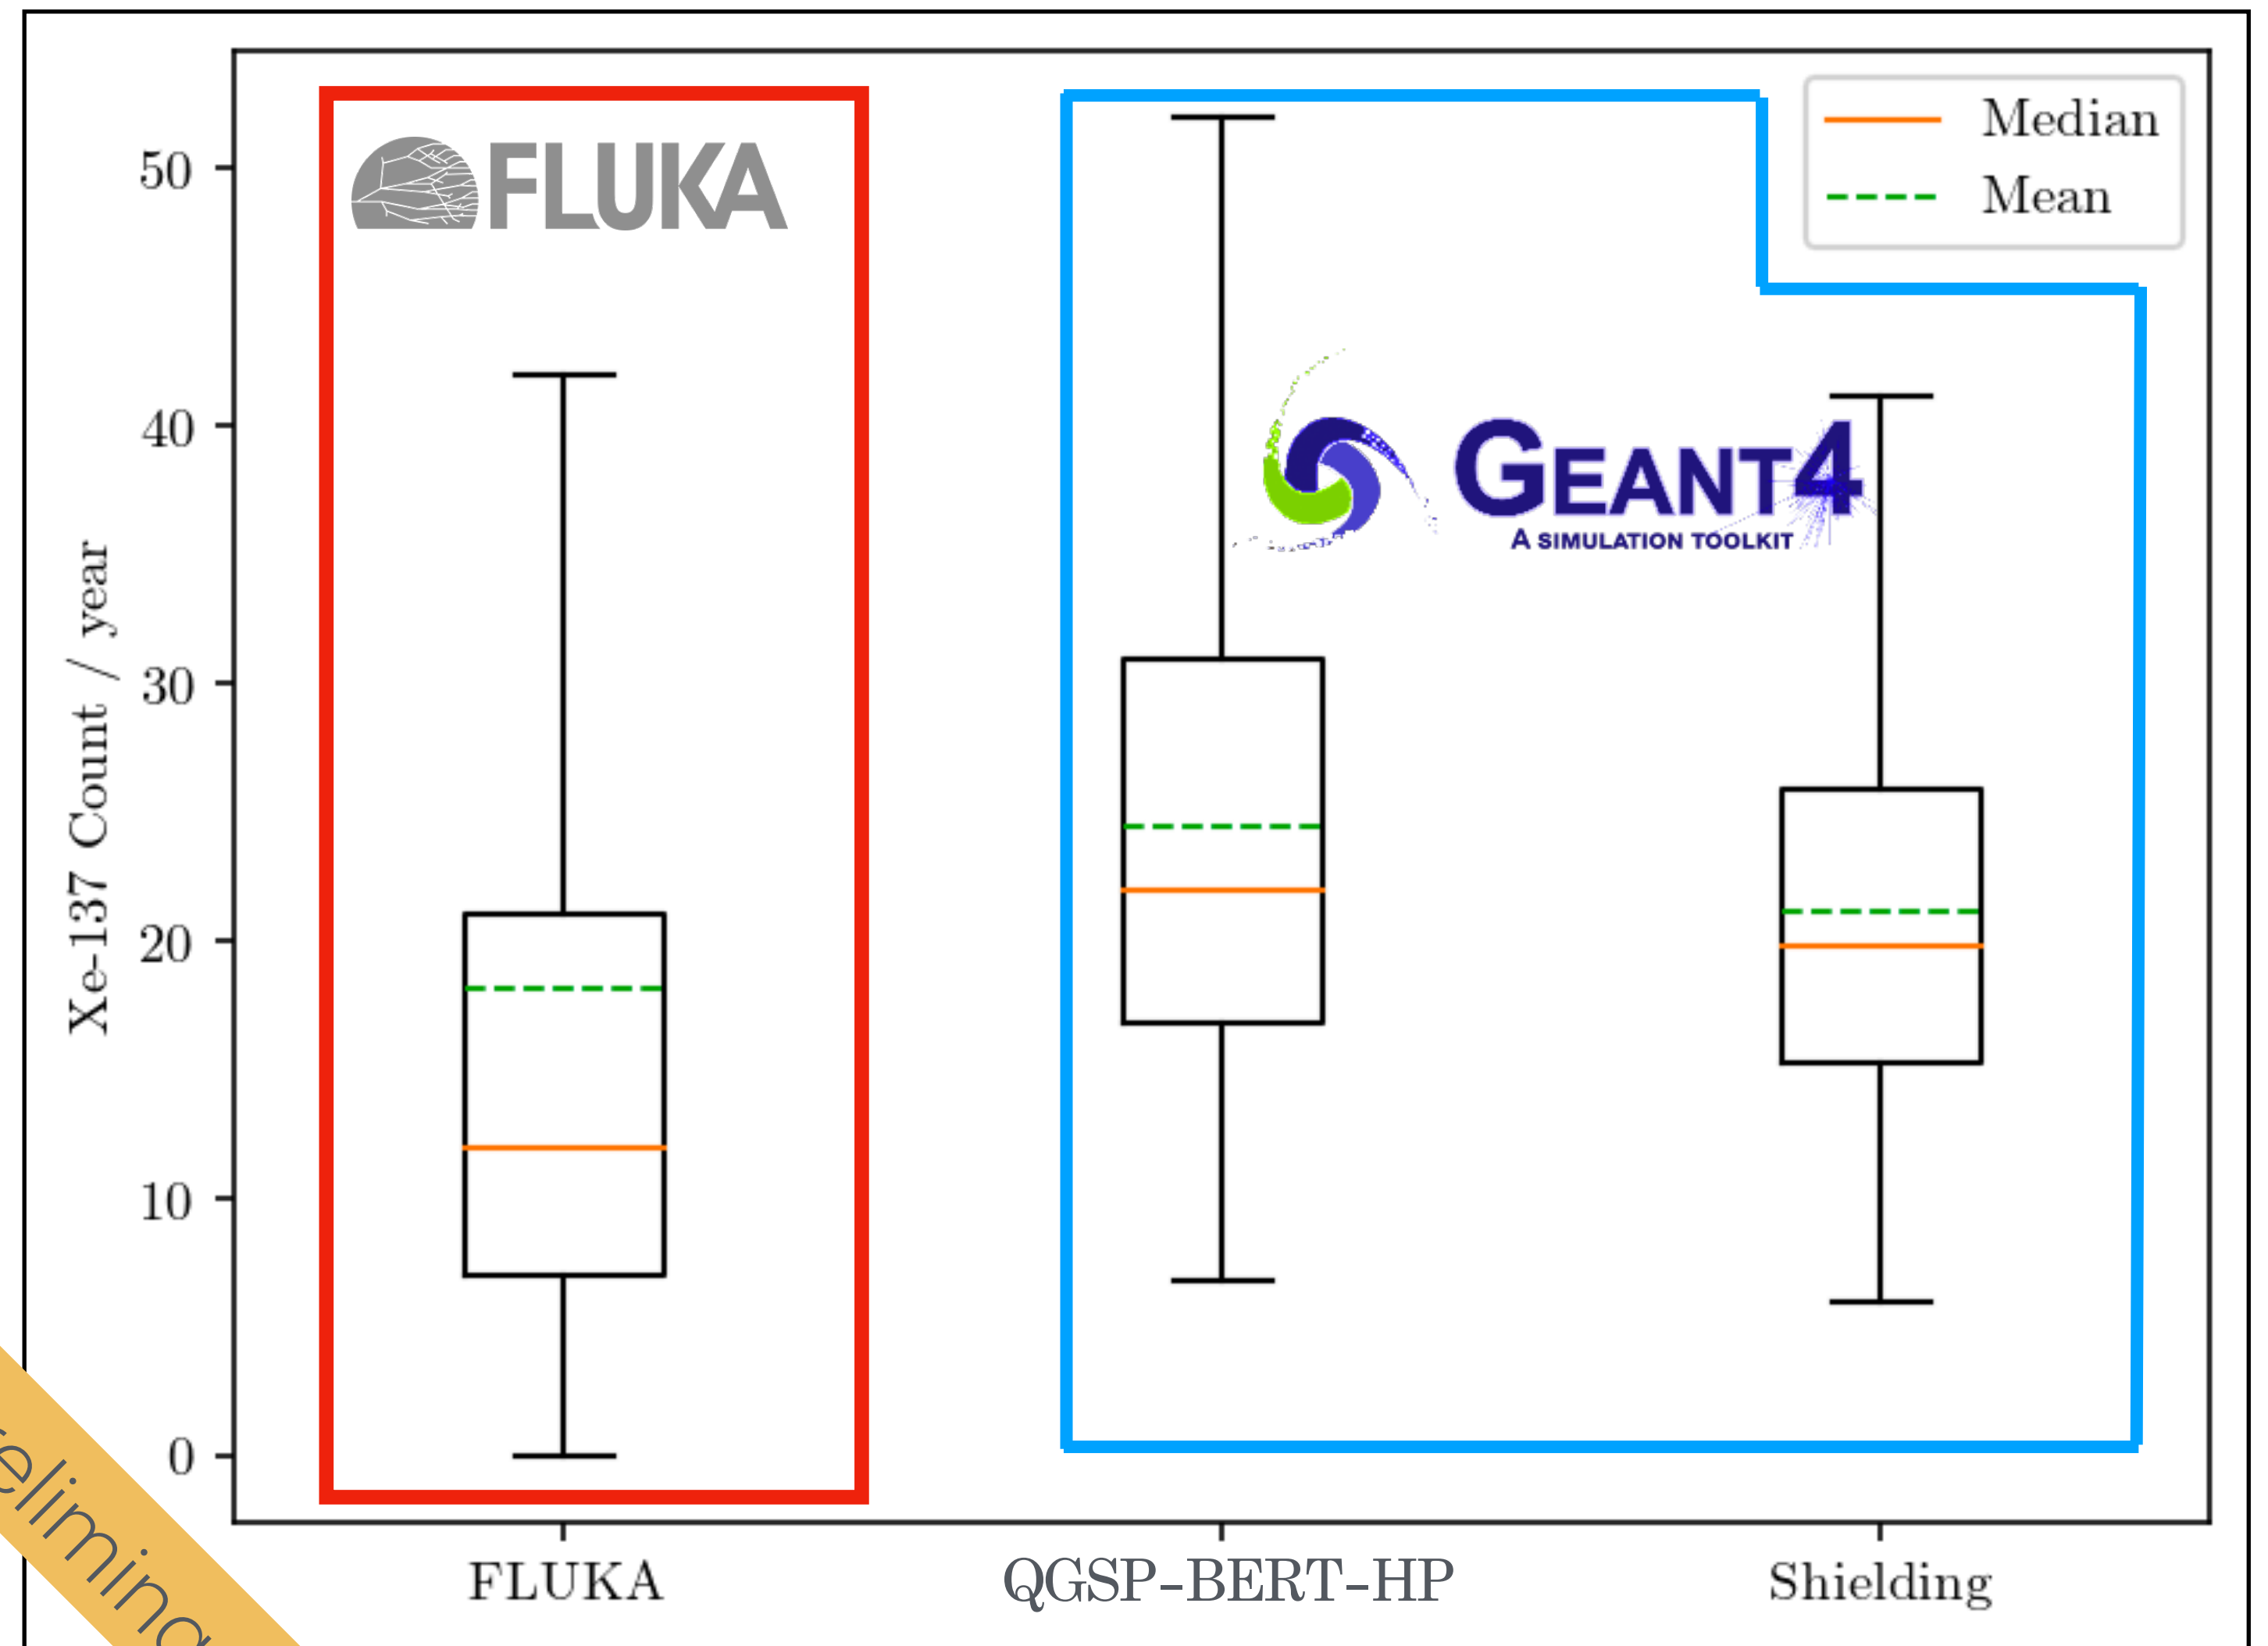 FLUKA
Median
Mean
GEANT4
A SIMULATION TOOLKIT
Xe-137 Count / year
50
40
30
20
10
0
FLUKA
QGSP-BERT-HP
Shielding